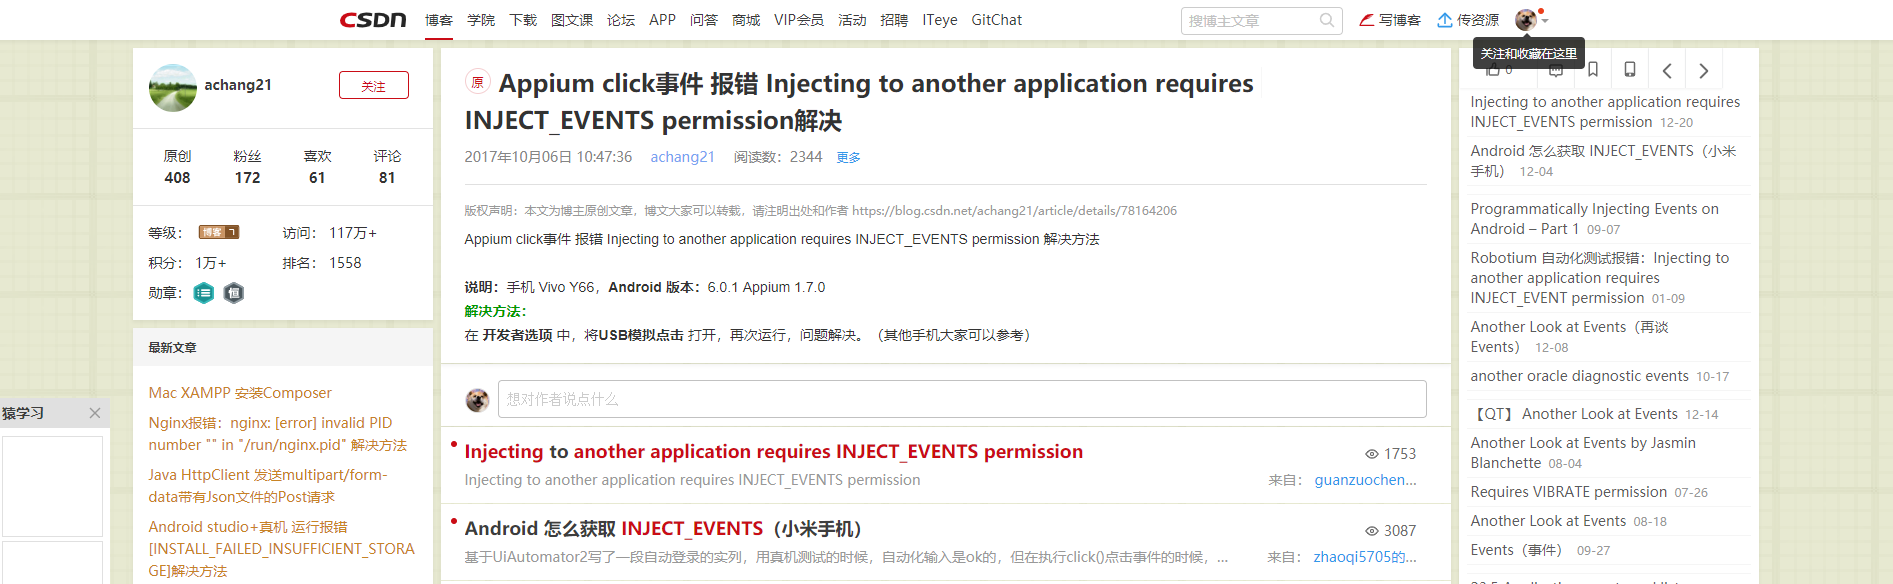 CSDN 博客 学院 下载 图文课 论坛 APP 问答 商城 VIP会员 活动 招聘 ITeye GitChat 搜博主文章 写博客 传资源
关注和收藏在这里
achang21 关注
原创 粉丝 喜欢 评论
408 172 61 81
等级： 博客 7 访问： 117万+
积分： 1万+ 排名： 1558
勋章： 恒
最新文章
Mac XAMPP 安装Composer
Nginx报错：nginx: [error] invalid PID
number "" in "/run/nginx.pid" 解决方法
Java HttpClient 发送multipart/form-
data带有Json文件的Post请求
Android studio+真机 运行报错
[INSTALL_FAILED_INSUFFICIENT_STORA
GE]解决方法
猿学习
原 Appium click事件 报错 Injecting to another application requires
INJECT_EVENTS permission解决
2017年10月06日 10:47:36 achang21 阅读数：2344 更多
版权声明：本文为博主原创文章，博文大家可以转载，请注明出处和作者 https://blog.csdn.net/achang21/article/details/78164206
Appium click事件 报错 Injecting to another application requires INJECT_EVENTS permission 解决方法
说明：手机 Vivo Y66，Android 版本：6.0.1 Appium 1.7.0
解决方法：
在 开发者选项 中，将USB模拟点击 打开，再次运行，问题解决。（其他手机大家可以参考）
想对作者说点什么
Injecting to another application requires INJECT_EVENTS permission 1753
Injecting to another application requires INJECT_EVENTS permission 来自： guanzuochen...
Android 怎么获取 INJECT_EVENTS（小米手机） 3087
基于UiAutomator2写了一段自动登录的实列，用真机测试的时候，自动化输入是ok的，但在执行click()点击事件的时候，... 来自： zhaoqi5705的...
0
Injecting to another application requires
INJECT_EVENTS permission 12-20
Android 怎么获取 INJECT_EVENTS（小米
手机） 12-04
Programmatically Injecting Events on
Android – Part 1 09-07
Robotium 自动化测试报错：Injecting to
another application requires
INJECT_EVENT permission 01-09
Another Look at Events（再谈
Events） 12-08
another oracle diagnostic events 10-17
【QT】 Another Look at Events 12-14
Another Look at Events by Jasmin
Blanchette 08-04
Requires VIBRATE permission 07-26
Another Look at Events 08-18
Events（事件） 09-27